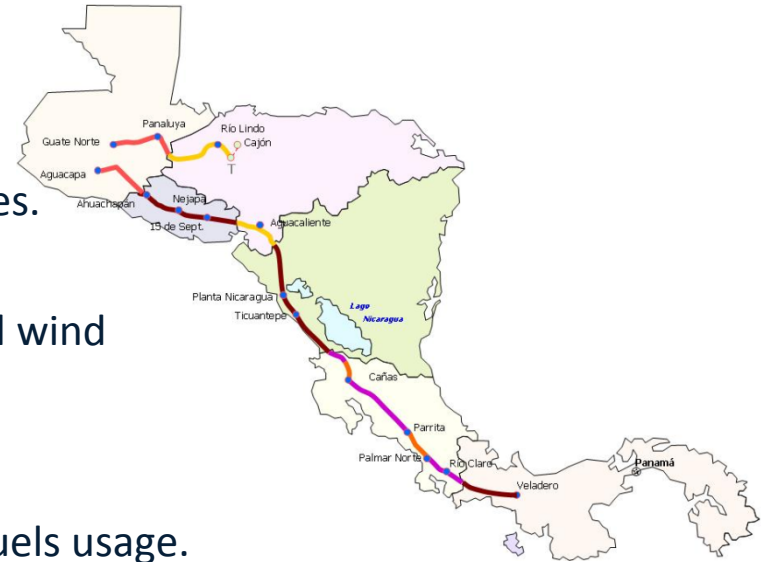 es.
d wind
uels usage.
Panaluya
Río Lindo
Guate Norte
Cajón
T
Aguacapa
Ahuachapán
Nejapa
15 de Sept.
Aguacaliente
Planta Nicaragua
Lago
Nicaragua
Ticuantepe
Cañas
Parrita
Palmar Norte
Río Claro
Panamá
Veladero